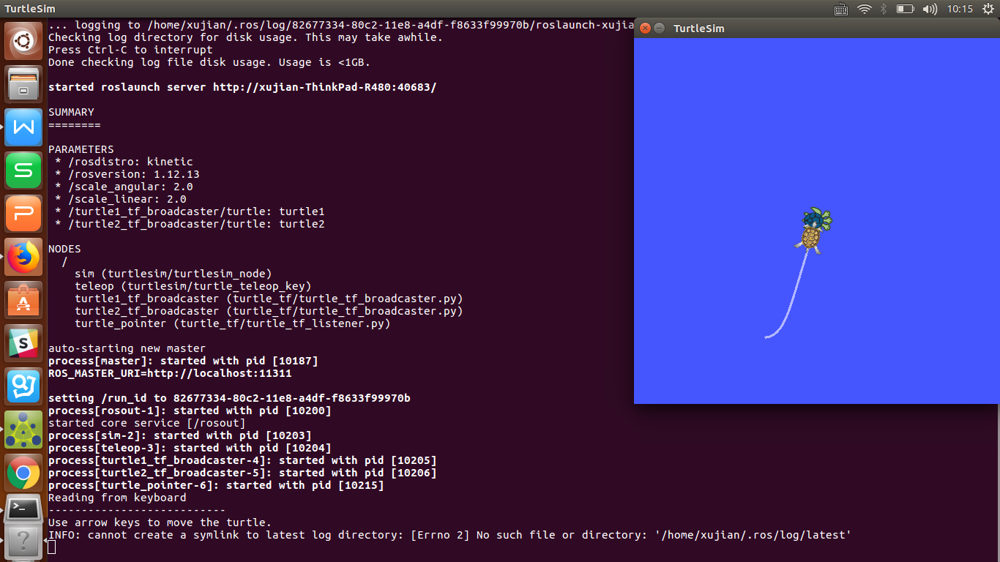 TurtleSim
10:15
... logging to /home/xujian/.ros/log/82677334-80c2-11e8-a4df-f8633f99970b/roslaunch-xujia
Checking log directory for disk usage. This may take awhile.
Press Ctrl-C to interrupt
Done checking log file disk usage. Usage is <1GB.
started roslaunch server http://xujian-ThinkPad-R480:40683/
SUMMARY
========
PARAMETERS
* /rosdistro: kinetic
* /rosversion: 1.12.13
* /scale_angular: 2.0
* /scale_linear: 2.0
* /turtle1_tf_broadcaster/turtle: turtle1
* /turtle2_tf_broadcaster/turtle: turtle2
NODES
/
sim (turtlesim/turtlesim_node)
teleop (turtlesim/turtle_teleop_key)
turtle1_tf_broadcaster (turtle_tf/turtle_tf_broadcaster.py)
turtle2_tf_broadcaster (turtle_tf/turtle_tf_broadcaster.py)
turtle_pointer (turtle_tf/turtle_tf_listener.py)
auto-starting new master
process[master]: started with pid [10187]
ROS_MASTER_URI=http://localhost:11311
setting /run_id to 82677334-80c2-11e8-a4df-f8633f99970b
process[rosout-1]: started with pid [10200]
started core service [/rosout]
process[sim-2]: started with pid [10203]
process[teleop-3]: started with pid [10204]
process[turtle1_tf_broadcaster-4]: started with pid [10205]
process[turtle2_tf_broadcaster-5]: started with pid [10206]
process[turtle_pointer-6]: started with pid [10215]
Reading from keyboard
---------------------------
Use arrow keys to move the turtle.
INFO: cannot create a symlink to latest log directory: [Errno 2] No such file or directory: '/home/xujian/.ros/log/latest'
TurtleSim
W
S
P
A
S
>_
?